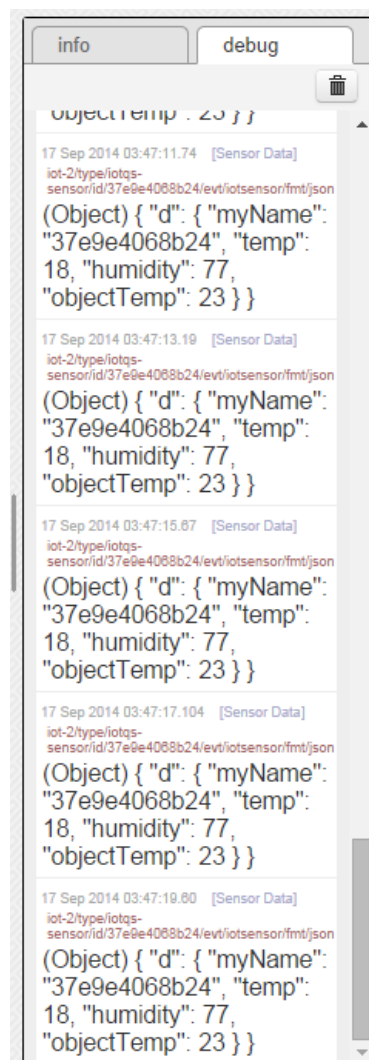 info debug
objectTemp": 23 } }
17 Sep 2014 03:47:11.74 [Sensor Data]
iot-2/type/iotqs-
sensor/id/37e9e4068b24/evt/iotsensor/fmt/json
(Object) { "d": { "myName":
"37e9e4068b24", "temp":
18, "humidity": 77,
"objectTemp": 23 } }
17 Sep 2014 03:47:13.19 [Sensor Data]
iot-2/type/iotqs-
sensor/id/37e9e4068b24/evt/iotsensor/fmt/json
(Object) { "d": { "myName":
"37e9e4068b24", "temp":
18, "humidity": 77,
"objectTemp": 23 } }
17 Sep 2014 03:47:15.67 [Sensor Data]
iot-2/type/iotqs-
sensor/id/37e9e4068b24/evt/iotsensor/fmt/json
(Object) { "d": { "myName":
"37e9e4068b24", "temp":
18, "humidity": 77,
"objectTemp": 23 } }
17 Sep 2014 03:47:17.104 [Sensor Data]
iot-2/type/iotqs-
sensor/id/37e9e4068b24/evt/iotsensor/fmt/json
(Object) { "d": { "myName":
"37e9e4068b24", "temp":
18, "humidity": 77,
"objectTemp": 23 } }
17 Sep 2014 03:47:19.60 [Sensor Data]
iot-2/type/iotqs-
sensor/id/37e9e4068b24/evt/iotsensor/fmt/json
(Object) { "d": { "myName":
"37e9e4068b24", "temp":
18, "humidity": 77,
"objectTemp": 23 } }